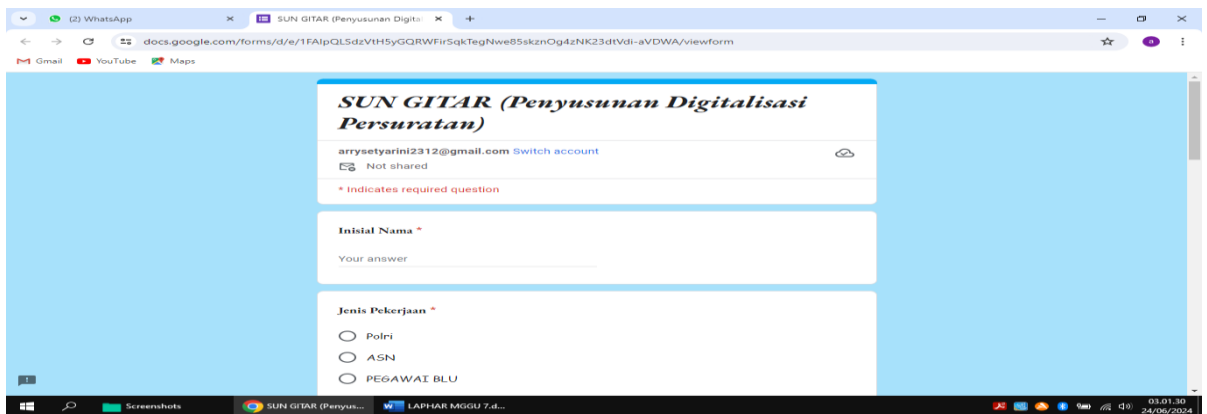 (2) WhatsApp
SUN GITAR (Penyusunan Digital
docs.google.com/forms/d/e/1FAIpQLSdzVtH5yGQRWFirSqkTegNwe85skznOg4zNK23dtVdi-aVDWA/viewform
a
Gmail YouTube Maps
SUN GITAR (Penyusunan Digitalisasi
Persuratan)
arrysetyarini2312@gmail.com Switch account
Not shared
* Indicates required question
Inisial Nama *
Your answer
Jenis Pekerjaan *
Polri
ASN
PEGAWAI BLU
Screenshots
SUN GITAR (Penyus...
LAPHAR MGGU 7.d...
03.01.30
24/06/2024